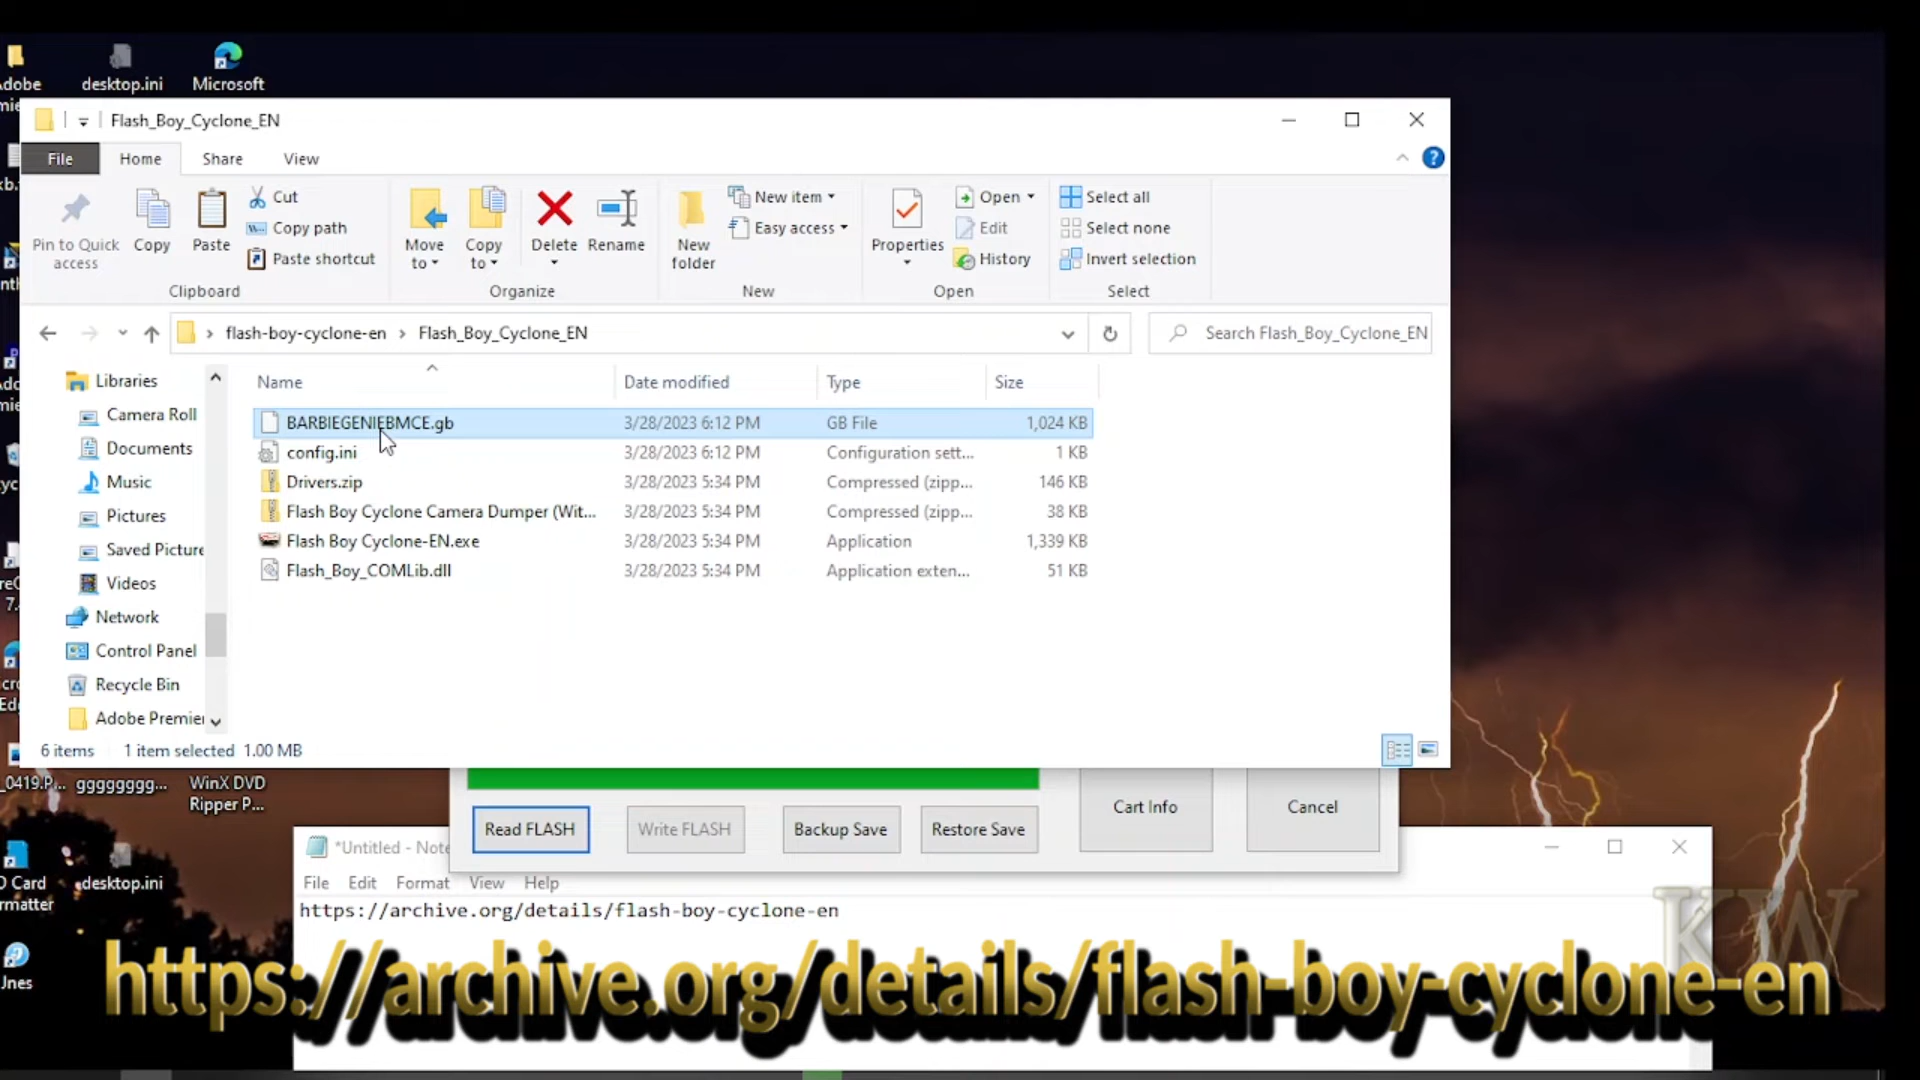 Adobe
desktop.ini
Microsoft
Flash_Boy_Cyclone_EN
File
Home
Share
View
Pin to Quick access
Copy
Paste
Cut
Copy path
Paste shortcut
Move to
Copy to
Delete
Rename
New folder
New item
Easy access
Properties
Open
Edit
History
Select all
Select none
Invert selection
Clipboard
Organize
New
Open
Select
flash-boy-cyclone-en > Flash_Boy_Cyclone_EN
Search Flash_Boy_Cyclone_EN
Libraries
Camera Roll
Documents
Music
Pictures
Saved Picture
Videos
Network
Control Panel
Recycle Bin
Adobe Premier
Name Date modified Type Size
BARBIEGENIEBMCE.gb 3/28/2023 6:12 PM GB File 1,024 KB
config.ini 3/28/2023 6:12 PM Configuration sett... 1 KB
Drivers.zip 3/28/2023 5:34 PM Compressed (zipp... 146 KB
Flash Boy Cyclone Camera Dumper (Wit... 3/28/2023 5:34 PM Compressed (zipp... 38 KB
Flash Boy Cyclone-EN.exe 3/28/2023 5:34 PM Application 1,339 KB
Flash_Boy_COMLib.dll 3/28/2023 5:34 PM Application exten... 51 KB
6 items 1 item selected 1.00 MB
_0419.P...
ggggggggg...
WinX DVD
Ripper P...
Read FLASH
Write FLASH
Backup Save
Restore Save
Cart Info
Cancel
*Untitled - Note
desktop.ini
D Card
rmatter
File Edit Format View Help
https://archive.org/details/flash-boy-cyclone-en
KW
https://archive.org/details/flash-boy-cyclone-en
Jnes